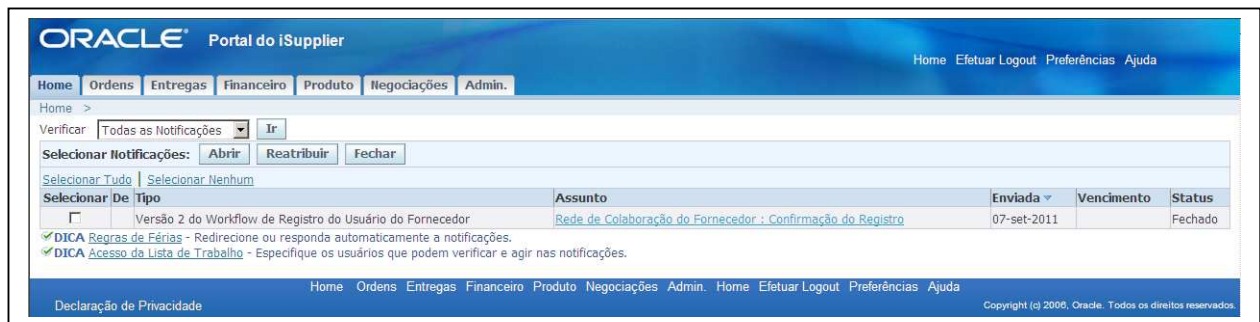 ORACLE® Portal do iSupplier
Home Efetuar Logout Preferências Ajuda
Home Ordens Entregas Financeiro Produto Negociações Admin.
Home >
Verificar Todas as Notificações Ir
Selecionar Notificações: Abrir Reatribuir Fechar
Selecionar Tudo | Selecionar Nenhum
Selecionar De Tipo Assunto Enviada Vencimento Status
Versão 2 do Workflow de Registro do Usuário do Fornecedor Rede de Colaboração do Fornecedor : Confirmação do Registro 07-set-2011 Fechado
DICA Regras de Férias - Redirecione ou responda automaticamente a notificações.
DICA Acesso da Lista de Trabalho - Especifique os usuários que podem verificar e agir nas notificações.
Home Ordens Entregas Financeiro Produto Negociações Admin. Home Efetuar Logout Preferências Ajuda
Declaração de Privacidade Copyright (c) 2006, Oracle. Todos os direitos reservados.